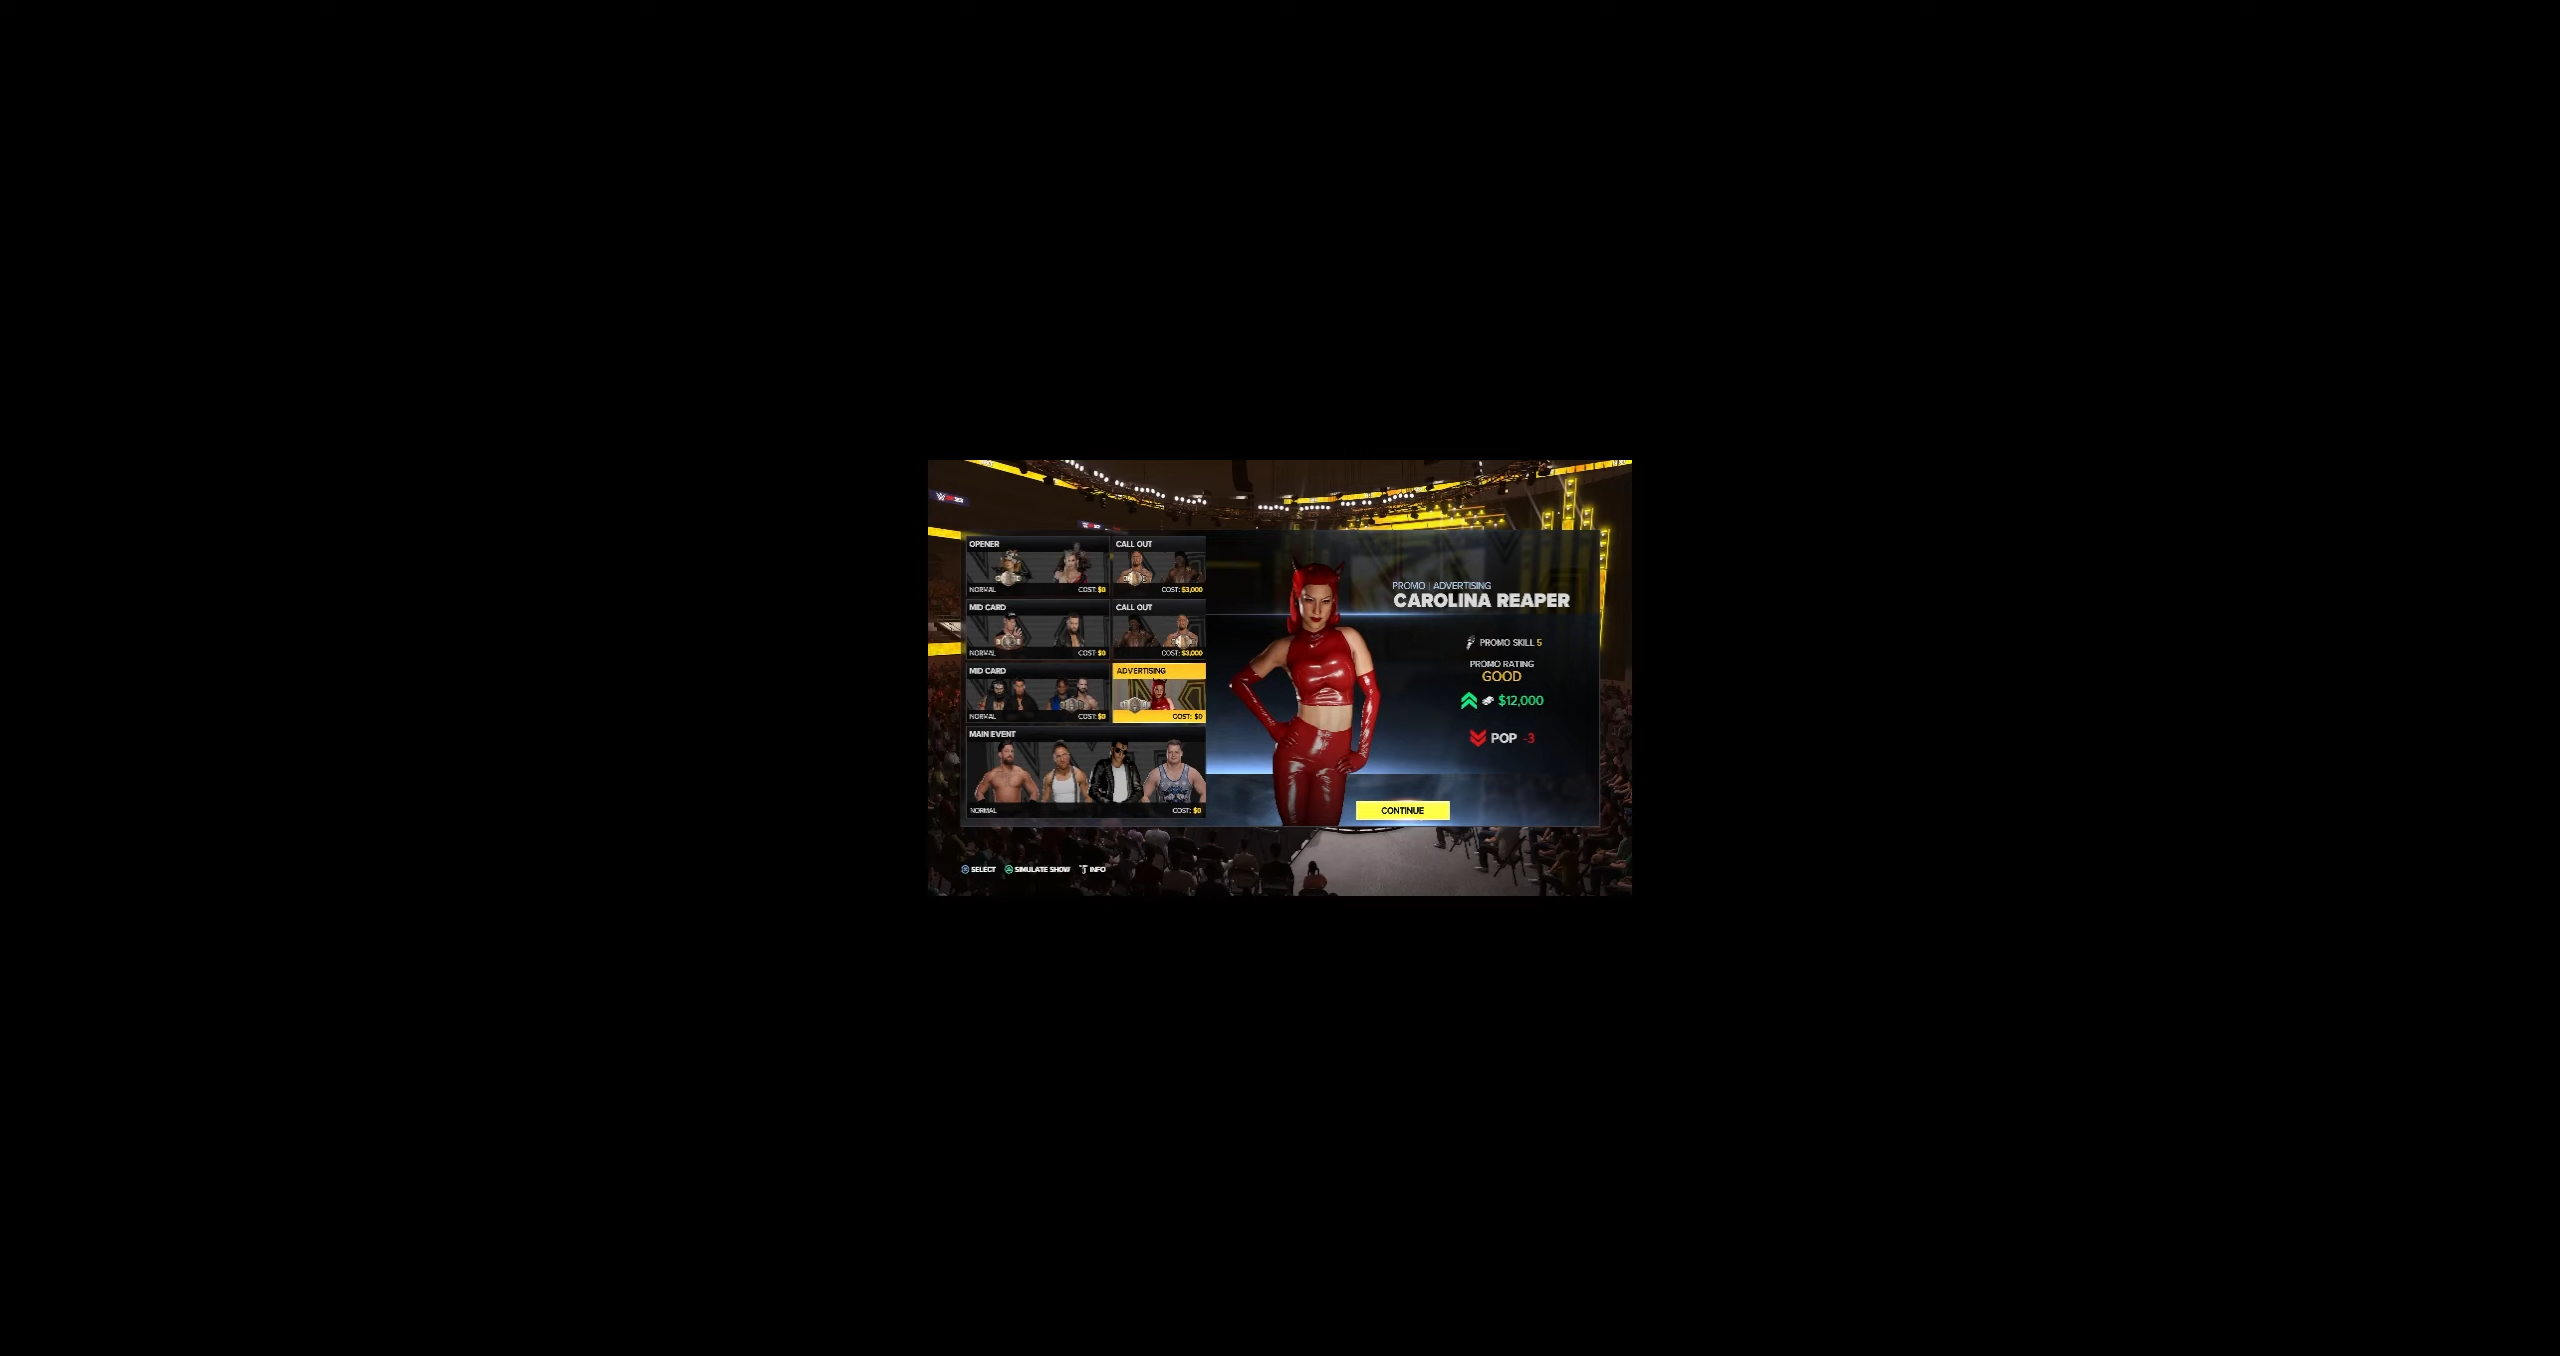 OPENER
NORMAL COST: $0
CALL OUT
COST: $3,000
MID CARD
NORMAL COST: $0
CALL OUT
COST: $3,000
MID CARD
NORMAL COST: $0
ADVERTISING
COST: $0
MAIN EVENT
NORMAL COST: $0
PROMO | ADVERTISING
CAROLINA REAPER
PROMO SKILL 5
PROMO RATING
GOOD
$12,000
POP -3
CONTINUE
SELECT SIMULATE SHOW INFO